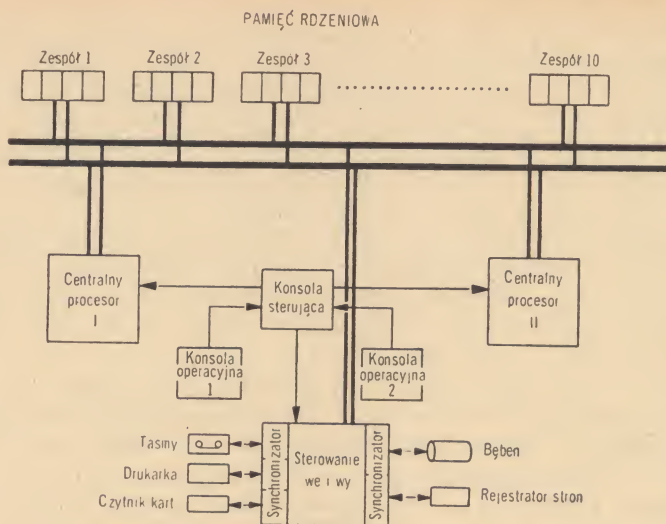 PAMIĘĆ RDZENIOWA
Zespół 1
Zespół 2
Zespół 3
Zespół 10
Centralny
procesor
I
Konsola
sterująca
Centralny
procesor
II
Konsola
operacyjna
1
Konsola
operacyjna
2
Taśmy
Drukarka
Czytnik kart
Synchronizator
Sterowanie
we i wy
Synchronizator
Bęben
Rejestrator stron